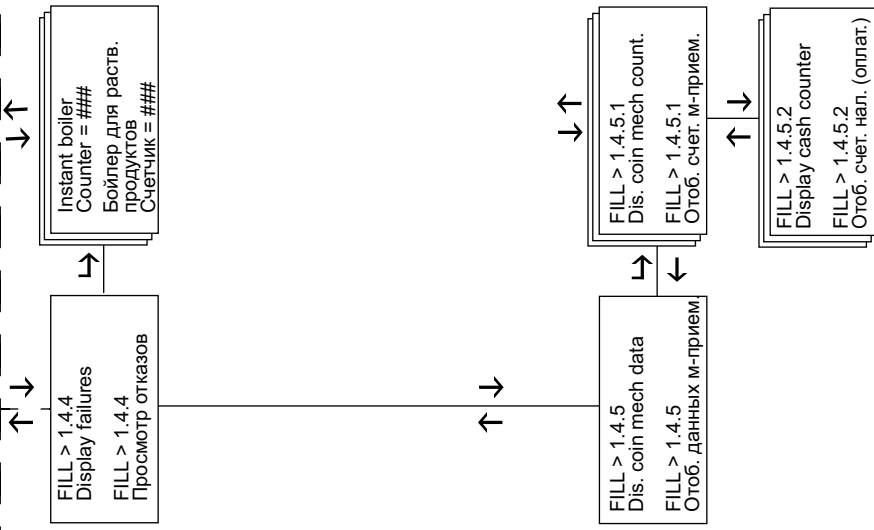 Instant boiler
Counter = ###
Бойлер для раств.
продуктов
Счетчик = ###
FILL > 1.4.4
Display failures
FILL > 1.4.4
Просмотр отказов
FILL > 1.4.5.1
Dis. coin mech count.
FILL > 1.4.5.1
Отоб. счет. м-прием.
FILL > 1.4.5.2
Display cash counter
FILL > 1.4.5.2
Отоб. счет. нал. (оплат.)
FILL > 1.4.5
Dis. coin mech data
FILL > 1.4.5
Отоб. данных м-прием.